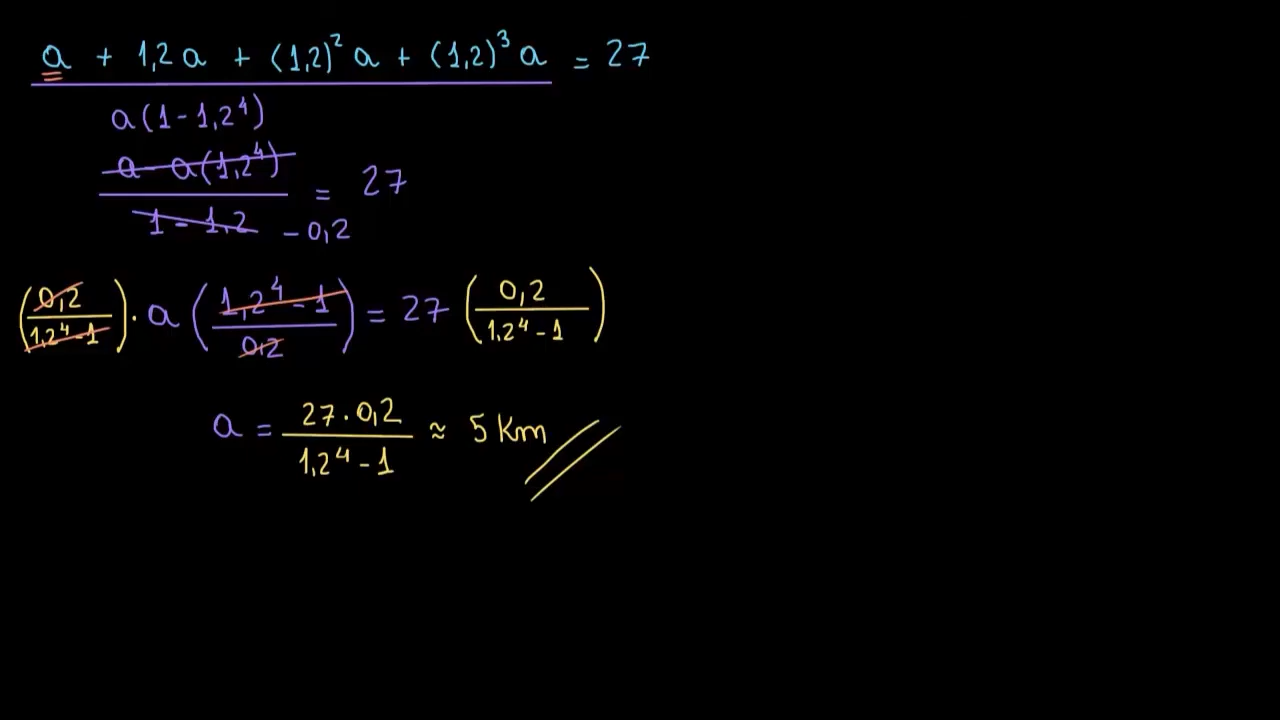 a + 1,2a + (1,2)² a + (1,2)³ a = 27
a(1 - 1,2⁴)
a - a(1,2⁴)
= 27
1 - 1,2 - 0,2
(0,2 / 1,2⁴ - 1) · a (1,2⁴ - 1 / 0,2) = 27 (0,2 / 1,2⁴ - 1)
a = 27 · 0,2 / 1,2⁴ - 1 ≈ 5 Km